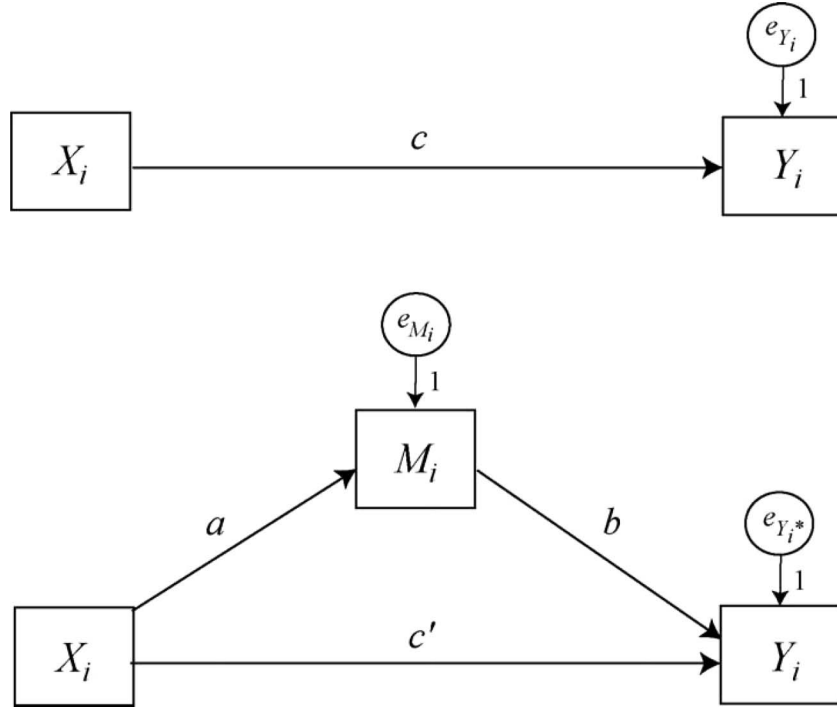 e_{Y_i}
1
c
X_i
Y_i
e_{M_i}
1
M_i
a
b
e_{Y_i*}
1
X_i
c'
Y_i